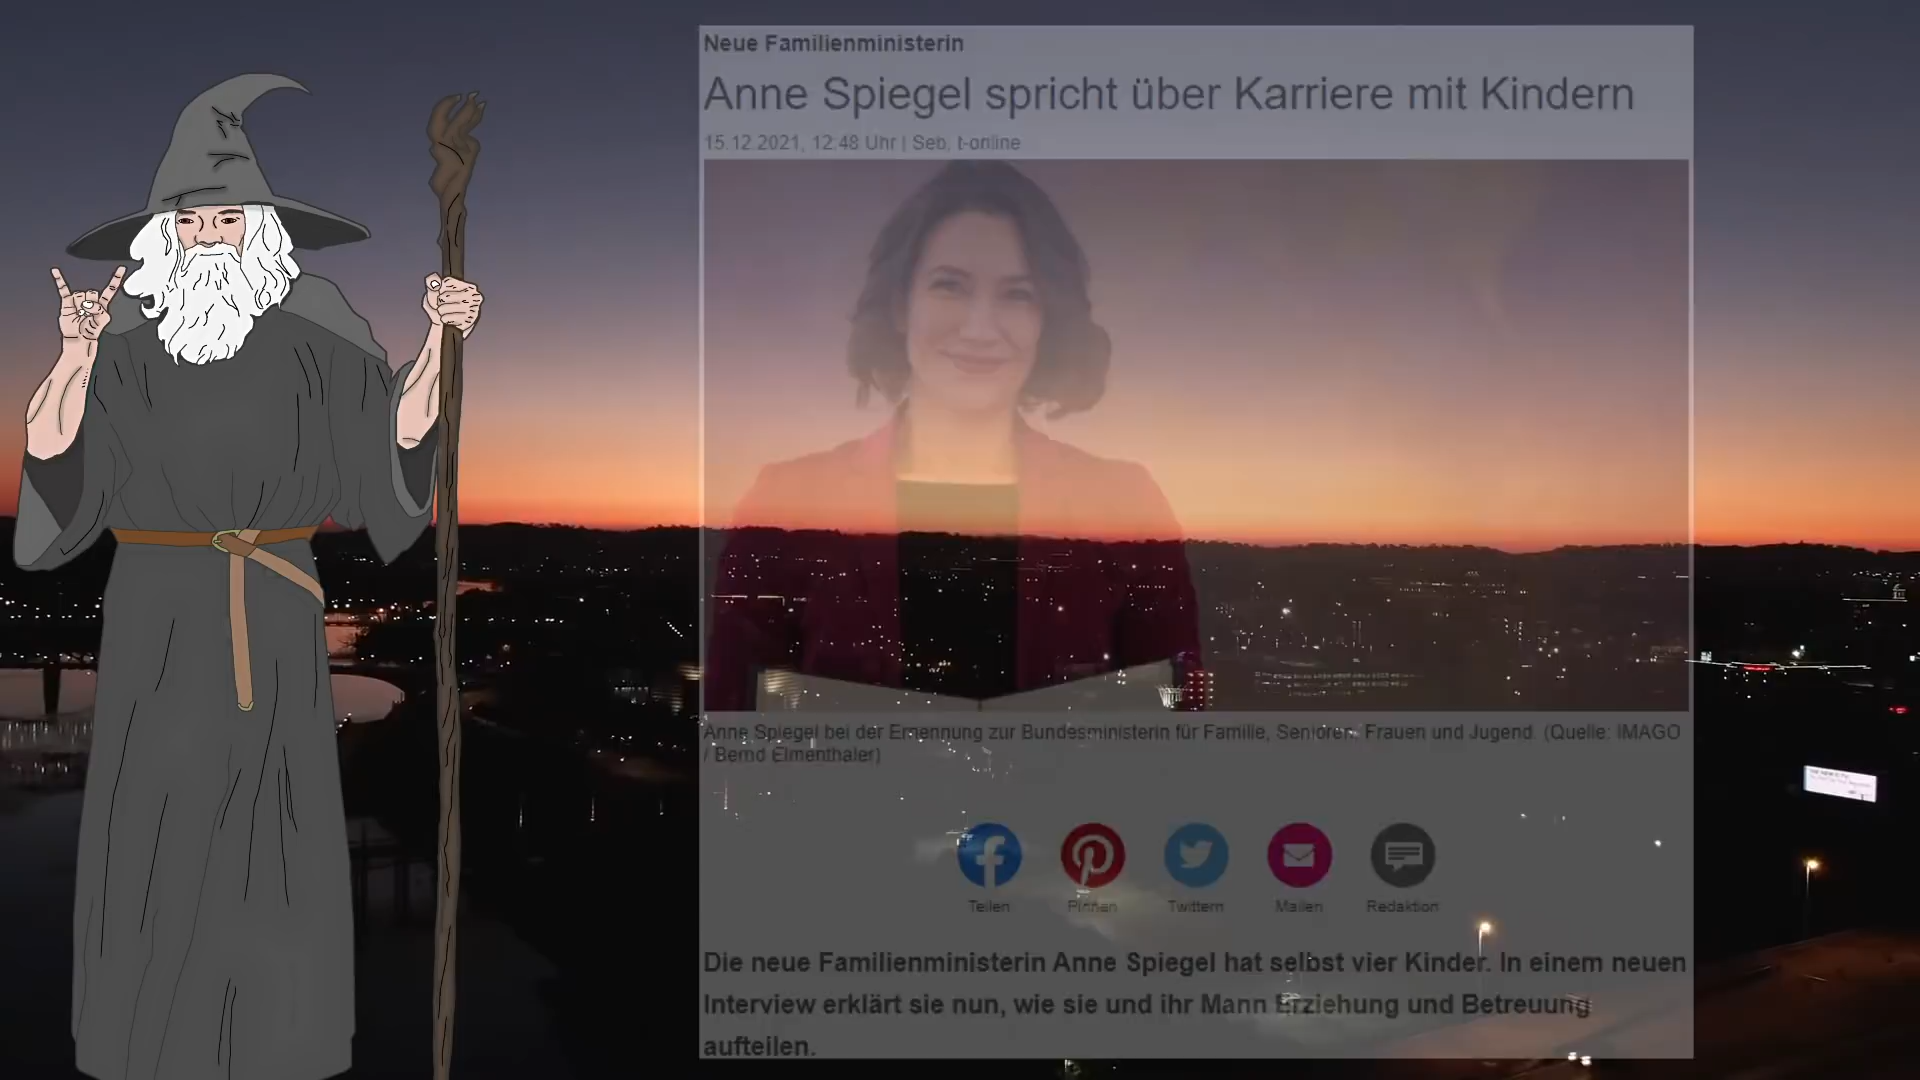 Neue Familienministerin
Anne Spiegel spricht über Karriere mit Kindern
15.12.2021, 12:48 Uhr | Seb, t-online
Anne Spiegel bei der Ernennung zur Bundesministerin für Familie, Senioren, Frauen und Jugend. (Quelle: IMAGO
/ Bernd Elmenthaler)
Teilen Pinnen Twittern Mailen Redaktion
Die neue Familienministerin Anne Spiegel hat selbst vier Kinder. In einem neuen
Interview erklärt sie nun, wie sie und ihr Mann Erziehung und Betreuung
aufteilen.